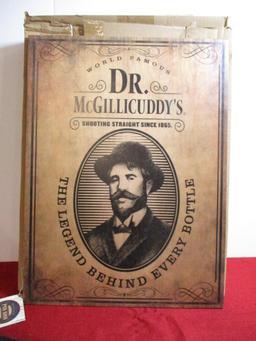 WORLD FAMOUS
DR.
McGILLICUDDY'S
SHOOTING STRAIGHT SINCE 1865.
THE LEGEND BEHIND EVERY BOTTLE